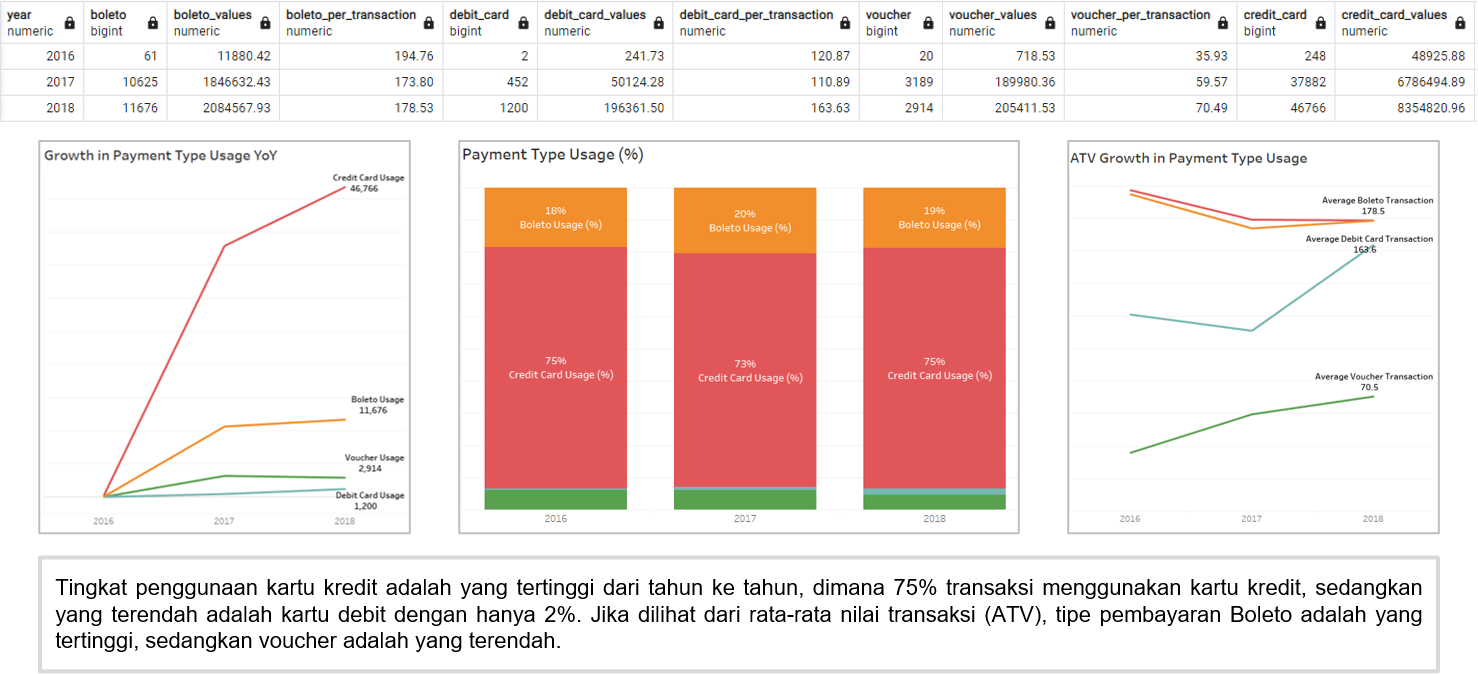 year boleto boleto_values boleto_per_transaction debit_card debit_card_values debit_card_per_transaction voucher voucher_values voucher_per_transaction credit_card credit_card_values
numeric bigint numeric numeric bigint numeric numeric bigint numeric numeric bigint numeric
2016 61 11880.42 194.76 2 241.73 120.87 20 718.53 35.93 248 48925.88
2017 10625 1846632.43 173.80 452 50124.28 110.89 3189 189980.36 59.57 37882 6786494.89
2018 11676 2084567.93 178.53 1200 196361.50 163.63 2914 205411.53 70.49 46766 8354820.96
Growth in Payment Type Usage YoY
Credit Card Usage
46,766
Boleto Usage
11,676
Voucher Usage
2,914
Debit Card Usage
1,200
2016 2017 2018
Payment Type Usage (%)
18%
Boleto Usage (%)
20%
Boleto Usage (%)
19%
Boleto Usage (%)
75%
Credit Card Usage (%)
73%
Credit Card Usage (%)
75%
Credit Card Usage (%)
2016 2017 2018
ATV Growth in Payment Type Usage
Average Boleto Transaction
178.5
Average Debit Card Transaction
163.6
Average Voucher Transaction
70.5
2016 2017 2018
Tingkat penggunaan kartu kredit adalah yang tertinggi dari tahun ke tahun, dimana 75% transaksi menggunakan kartu kredit, sedangkan
yang terendah adalah kartu debit dengan hanya 2%. Jika dilihat dari rata-rata nilai transaksi (ATV), tipe pembayaran Boleto adalah yang
tertinggi, sedangkan voucher adalah yang terendah.